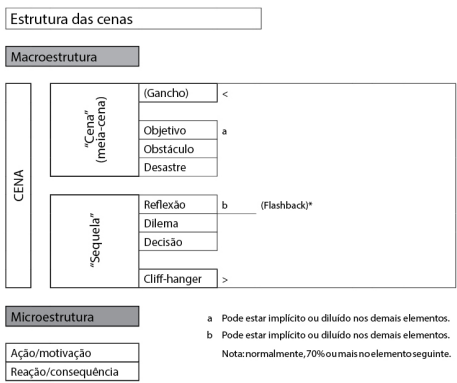 Estrutura das cenas
Macroestrutura
CENA
"Cena"
(meia-cena)
(Gancho) <
Objetivo a
Obstáculo
Desastre
"Sequela"
Reflexão b (Flashback)*
Dilema
Decisão
Cliff-hanger >
Microestrutura
Ação/motivação
Reação/consequência
a Pode estar implícito ou diluído nos demais elementos.
b Pode estar implícito ou diluído nos demais elementos.
Nota: normalmente, 70% ou mais no elemento seguinte.